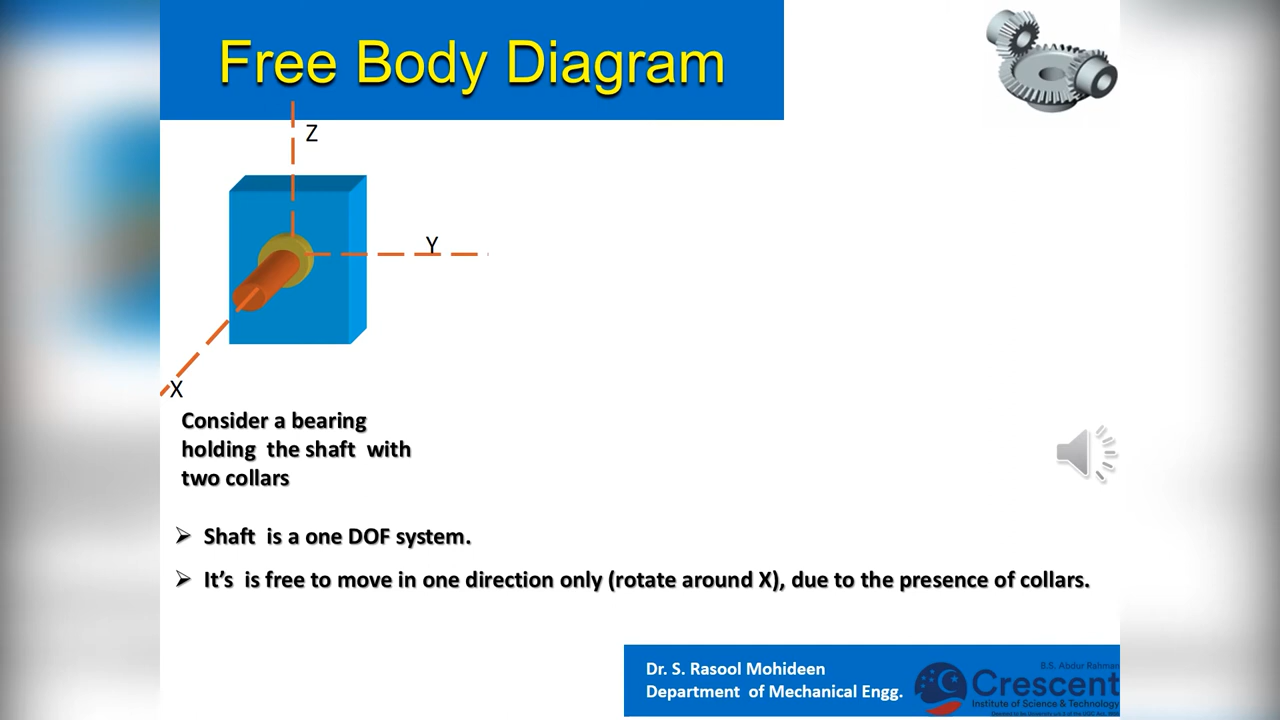 Free Body Diagram
Z
Y
X
Consider a bearing
holding the shaft with
two collars
➢ Shaft is a one DOF system.
➢ It’s is free to move in one direction only (rotate around X), due to the presence of collars.
Dr. S. Rasool Mohideen
Department of Mechanical Engg.
B.S. Abdur Rahman
Crescent
Institute of Science & Technology